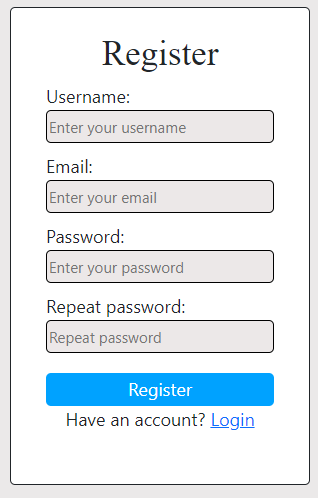 Register
Username:
Enter your username
Email:
Enter your email
Password:
Enter your password
Repeat password:
Repeat password
Register
Have an account? Login